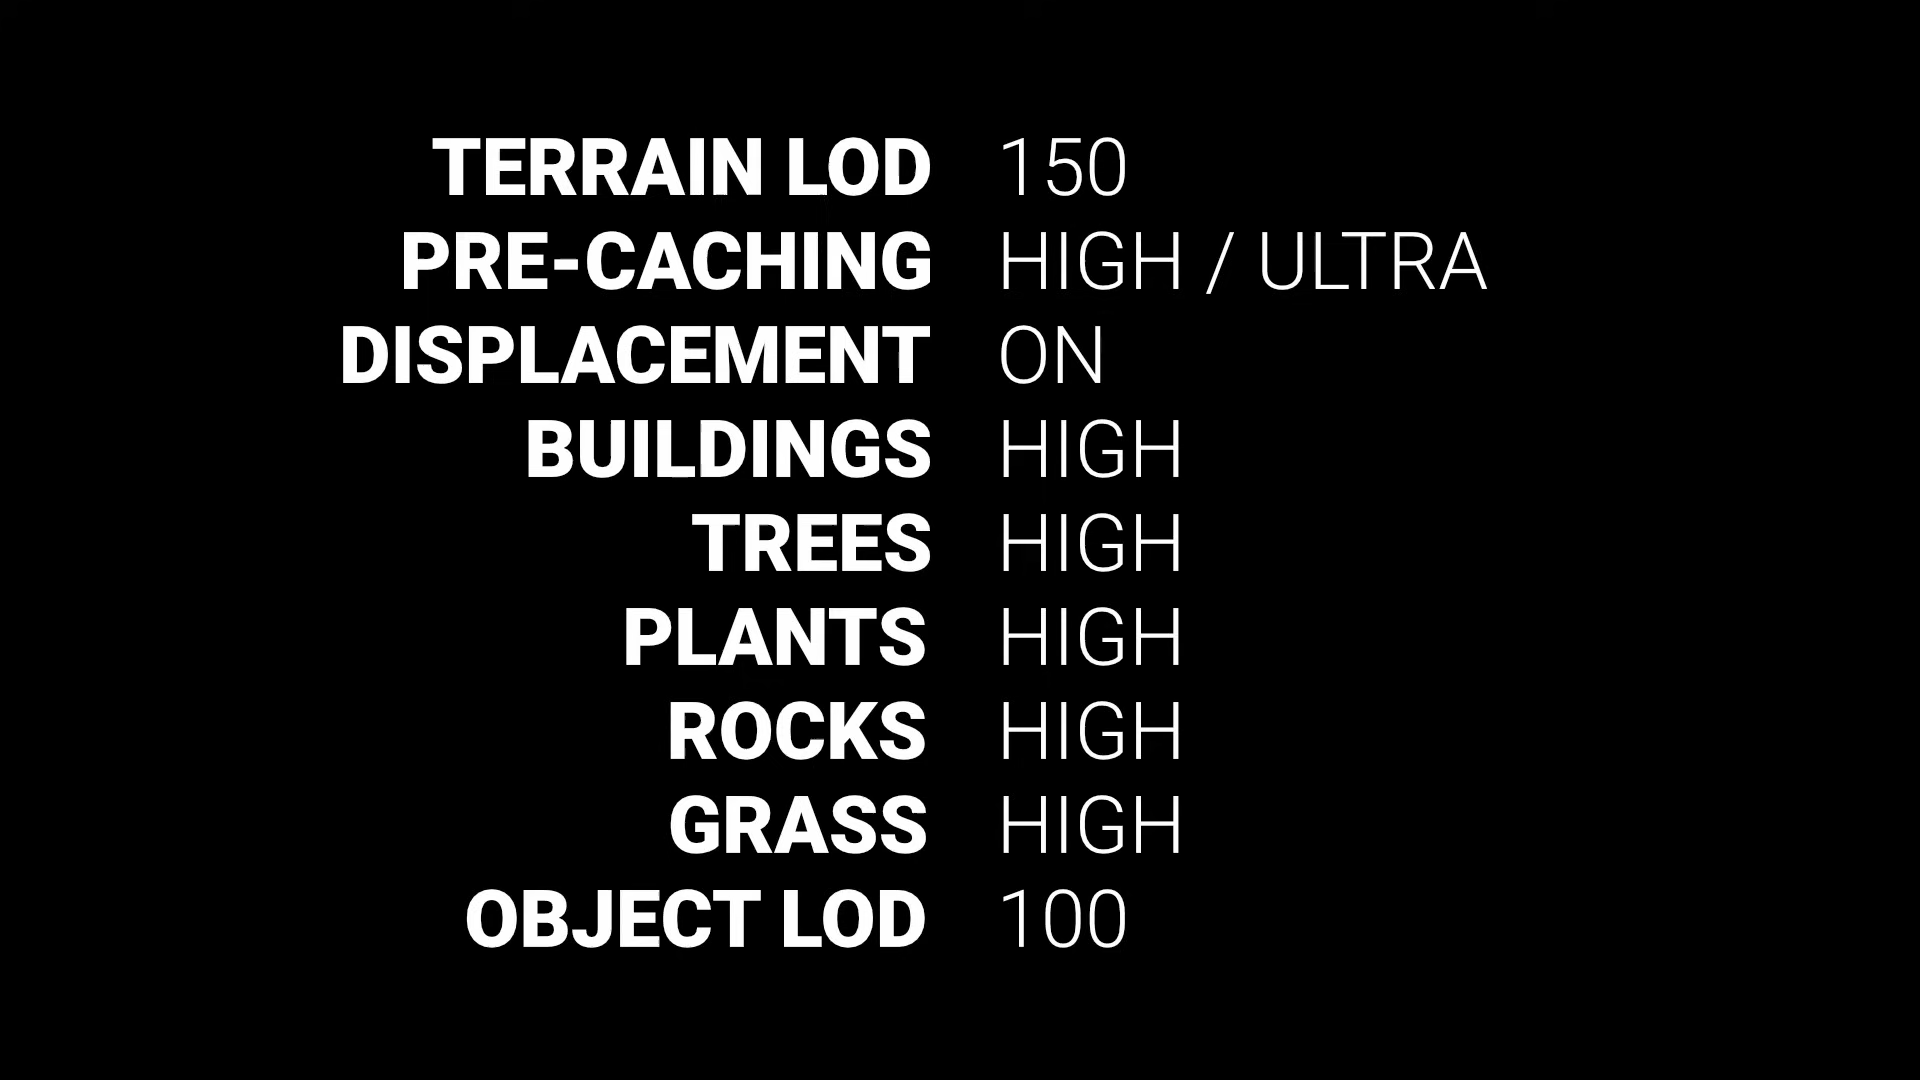 TERRAIN LOD 150
PRE-CACHING HIGH / ULTRA
DISPLACEMENT ON
BUILDINGS HIGH
TREES HIGH
PLANTS HIGH
ROCKS HIGH
GRASS HIGH
OBJECT LOD 100